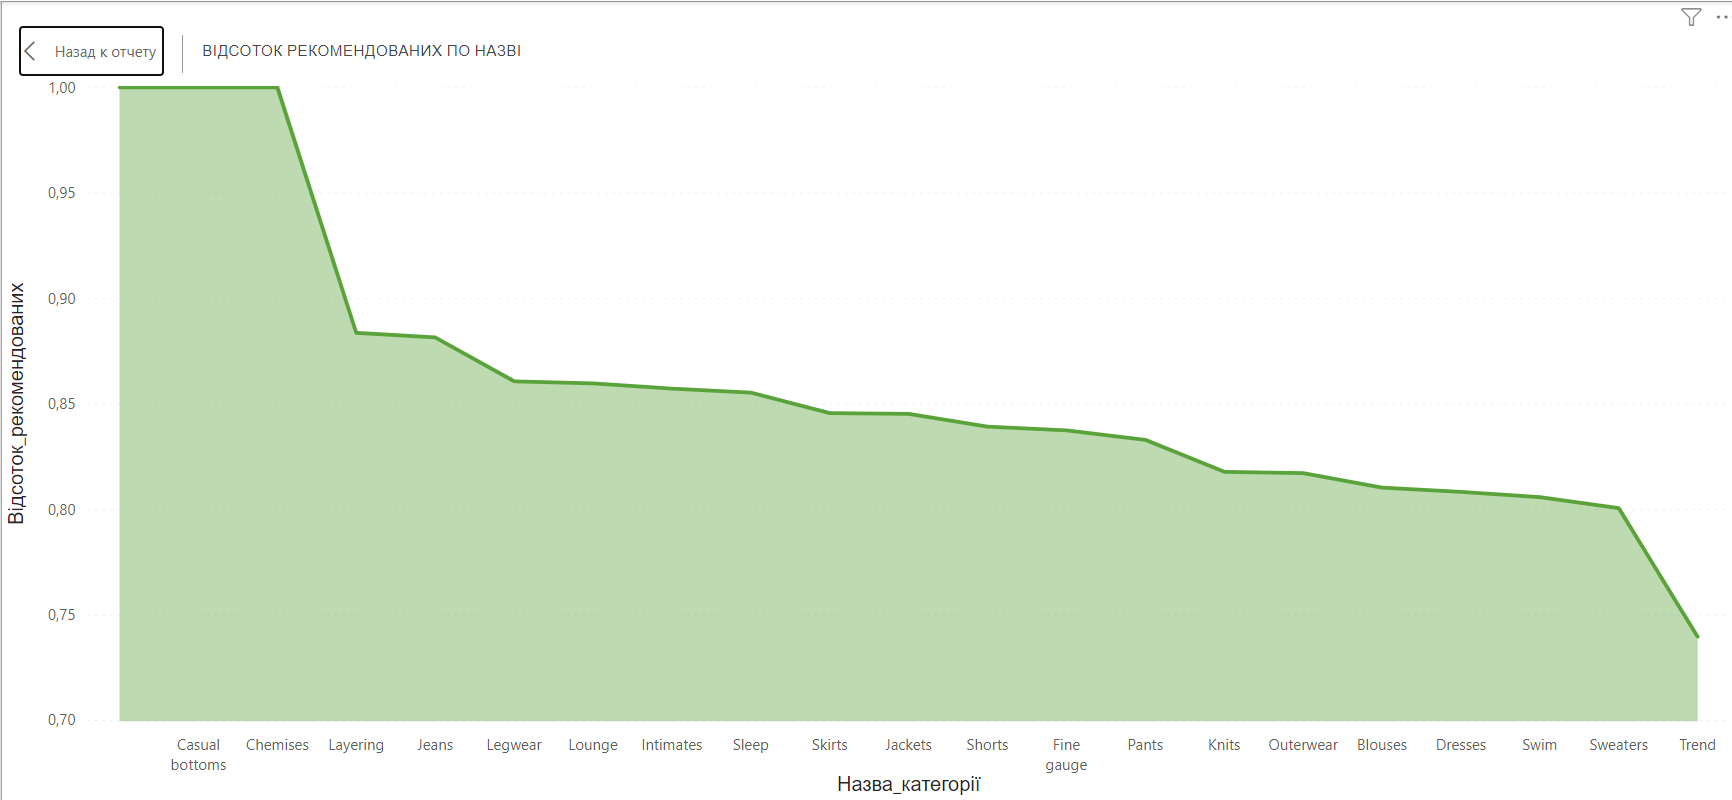 Назад к отчету
ВІДСОТОК РЕКОМЕНДОВАНИХ ПО НАЗВІ
1,00
0,95
0,90
0,85
0,80
0,75
0,70
Відсоток_рекомендованих
Casual bottoms
Chemises
Layering
Jeans
Legwear
Lounge
Intimates
Sleep
Skirts
Jackets
Shorts
Fine gauge
Pants
Knits
Outerwear
Blouses
Dresses
Swim
Sweaters
Trend
Назва_категорії